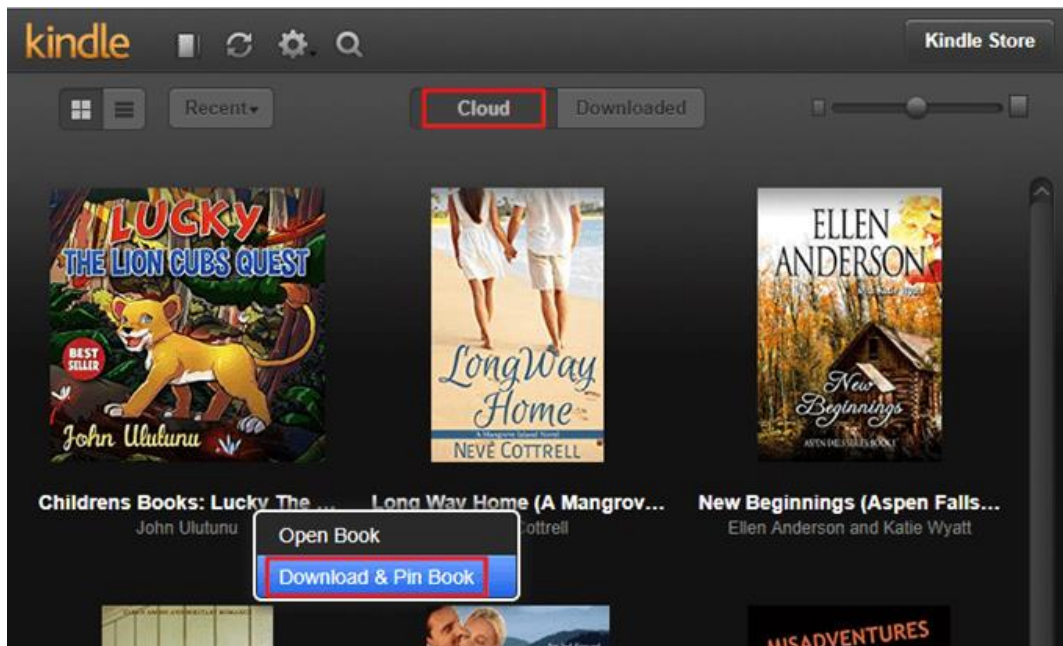 kindle
Kindle Store
Recent
Cloud
Downloaded
LUCKY
THE LION CUBS QUEST
BEST
SELLER
John Ulutunu
Long Way
Home
A Mangrove Island Novel
NEVE COTTRELL
ELLEN
ANDERSON
New
Beginnings
ASPEN FALLS SERIES BOOK 1
Childrens Books: Lucky The ...
John Ulutunu
Long Way Home (A Mangrov...
Cottrell
New Beginnings (Aspen Falls...
Ellen Anderson and Katie Wyatt
Open Book
Download & Pin Book
MISADVENTURES